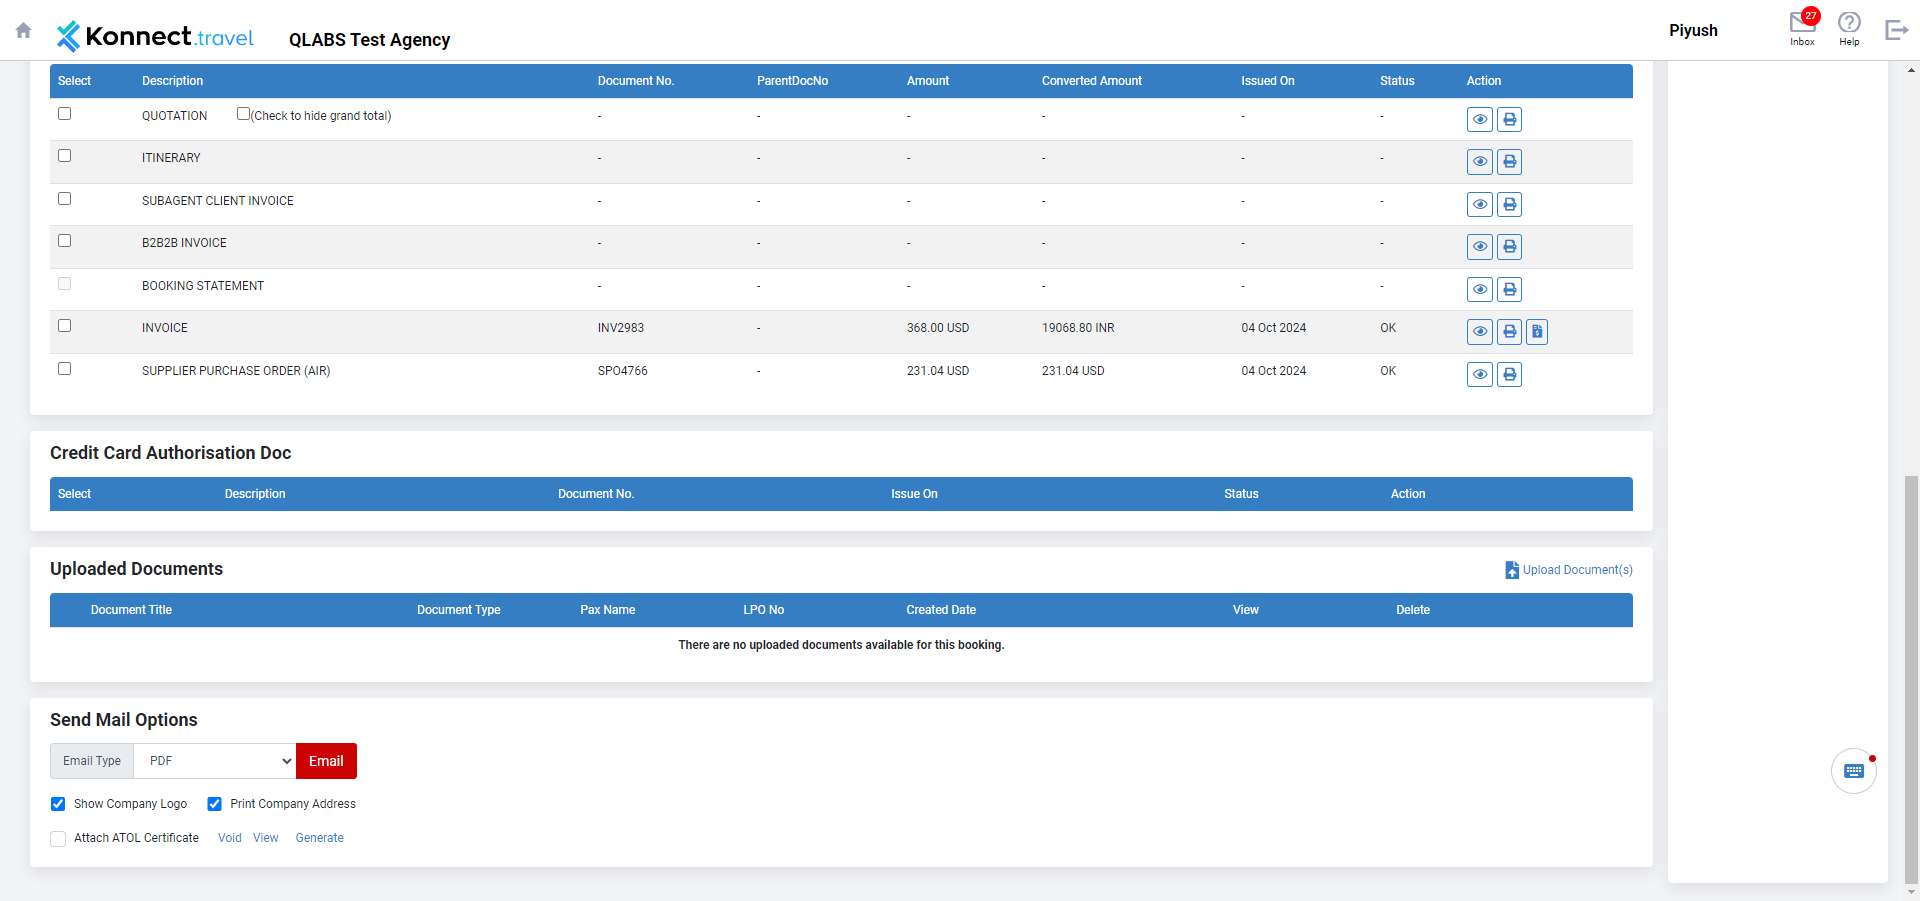 Konnect.travel QLABS Test Agency Piyush 27 Inbox Help
Select Description Document No. ParentDocNo Amount Converted Amount Issued On Status Action
QUOTATION (Check to hide grand total) - - - - - -
ITINERARY - - - - - -
SUBAGENT CLIENT INVOICE - - - - - -
B2B2B INVOICE - - - - - -
BOOKING STATEMENT - - - - - -
INVOICE INV2983 - 368.00 USD 19068.80 INR 04 Oct 2024 OK
SUPPLIER PURCHASE ORDER (AIR) SPO4766 - 231.04 USD 231.04 USD 04 Oct 2024 OK
Credit Card Authorisation Doc
Select Description Document No. Issue On Status Action
Uploaded Documents Upload Document(s)
Document Title Document Type Pax Name LPO No Created Date View Delete
There are no uploaded documents available for this booking.
Send Mail Options
Email Type PDF Email
Show Company Logo Print Company Address
Attach ATOL Certificate Void View Generate